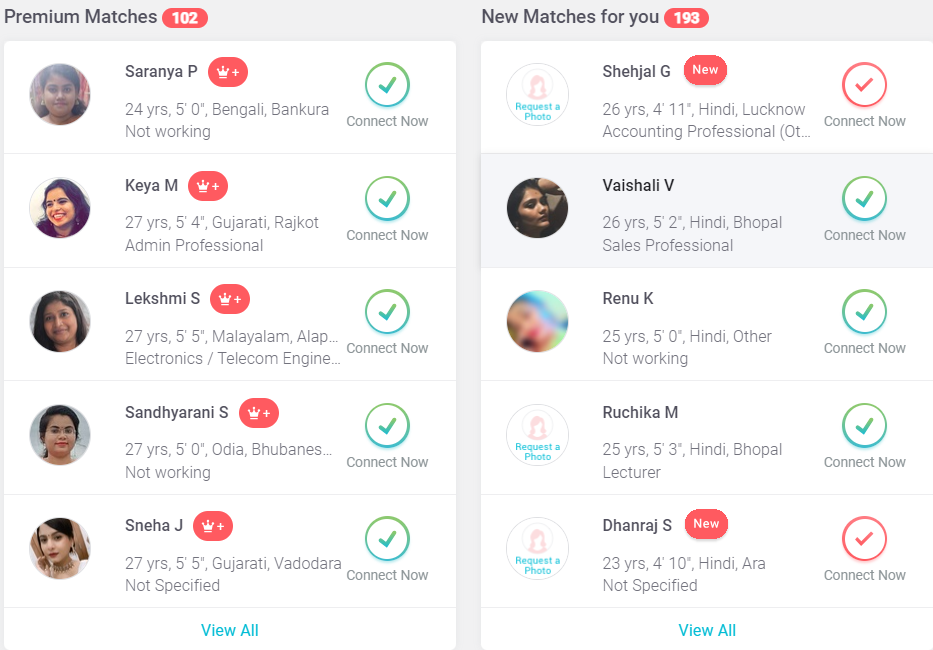 Premium Matches 102
Saranya P +
24 yrs, 5' 0", Bengali, Bankura
Not working
Connect Now
Keya M +
27 yrs, 5' 4", Gujarati, Rajkot
Admin Professional
Connect Now
Lekshmi S +
27 yrs, 5' 5", Malayalam, Alap...
Electronics / Telecom Engine...
Connect Now
Sandhyarani S +
27 yrs, 5' 0", Odia, Bhubanes...
Not working
Connect Now
Sneha J +
27 yrs, 5' 5", Gujarati, Vadodara
Not Specified
Connect Now
View All
New Matches for you 193
Request a
Photo
Shehjal G New
26 yrs, 4' 11", Hindi, Lucknow
Accounting Professional (Ot...
Connect Now
Vaishali V
26 yrs, 5' 2", Hindi, Bhopal
Sales Professional
Connect Now
Renu K
25 yrs, 5' 0", Hindi, Other
Not working
Connect Now
Request a
Photo
Ruchika M
25 yrs, 5' 3", Hindi, Bhopal
Lecturer
Connect Now
Request a
Photo
Dhanraj S New
23 yrs, 4' 10", Hindi, Ara
Not Specified
Connect Now
View All